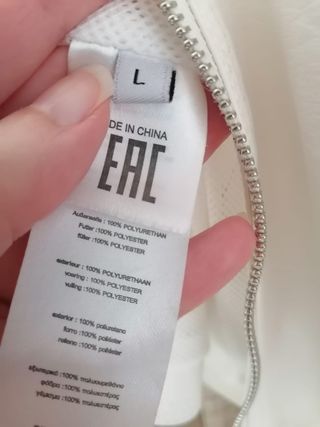 L
DE IN CHINA
EAC
Außenseite : 100% POLYURETHAN
Futter : 100% POLYESTER
füller : 100% POLYESTER
exterieur : 100% POLYURETHAAN
voering : 100% POLYESTER
vulling : 100% POLYESTER
exterior : 100% poliuretano
forro : 100% poliéster
relleno : 100% poliéster
εξωτερικό : 100% πολυουρεθάνιο
φόδρα : 100% πολυεστέρας
γέμισμα : 100% πολυεστέρας